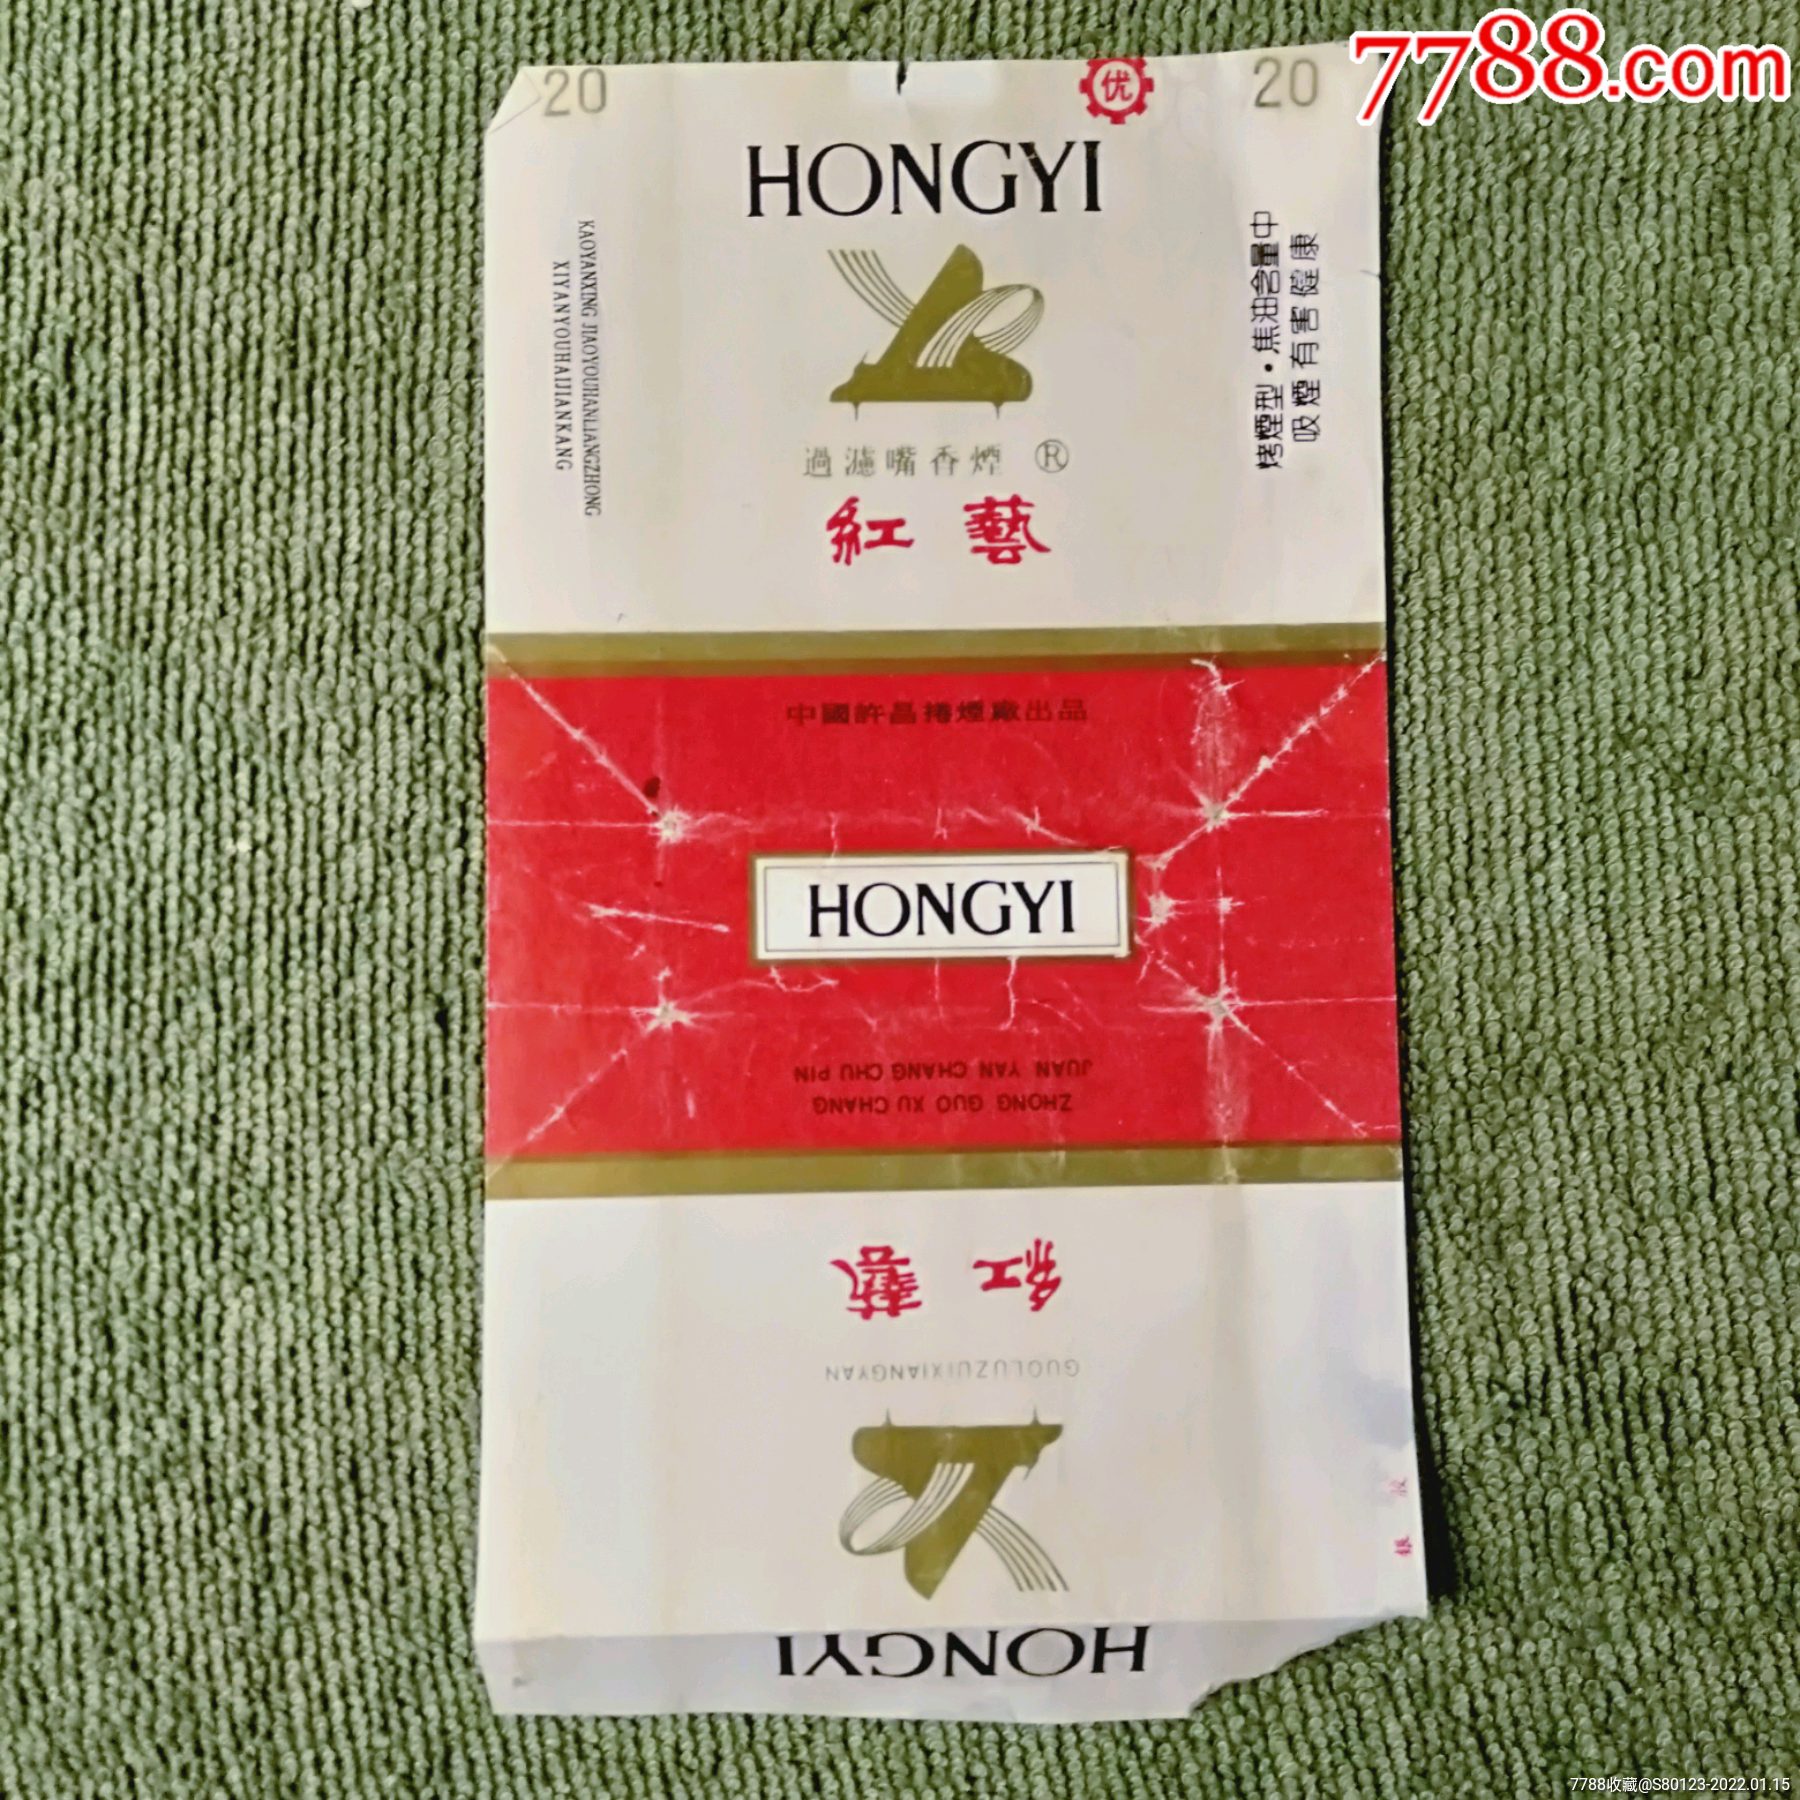 7788.com
20
优
20
HONGYI
KAOYANXING JIAOYOUHANLIANGZHONG
XIYANYOUHAIJIANKANG
烤煙型·焦油含量中
吸煙有害健康
過濾嘴香煙 ®
紅藝
中國許昌捲煙廠出品
HONGYI
ZHONG GUO XU CHANG
JUAN YAN CHANG CHU PIN
紅藝
GUOLUZUIXIANGYAN
HONGYI
7788收藏@S80123-2022.01.15